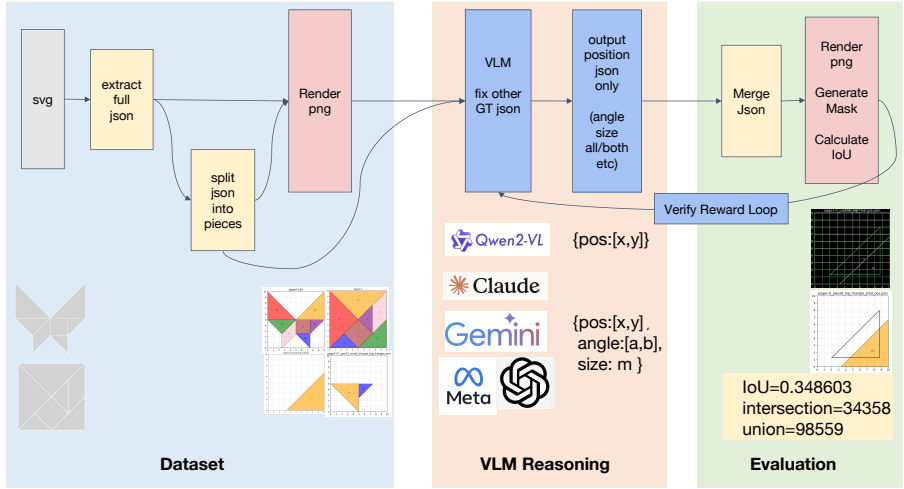 svg
extract
full
json
split
json
into
pieces
Render
png
VLM
fix other
GT json
output
position
json
only
(angle
size
all/both
etc)
Merge
Json
Render
png
Generate
Mask
Calculate
IoU
Verify Reward Loop
Qwen2-VL
{pos:[x,y]}
Claude
Gemini
{pos:[x,y],
angle:[a,b],
size: m }
Meta
IoU=0.348603
intersection=34358
union=98559
Dataset
VLM Reasoning
Evaluation